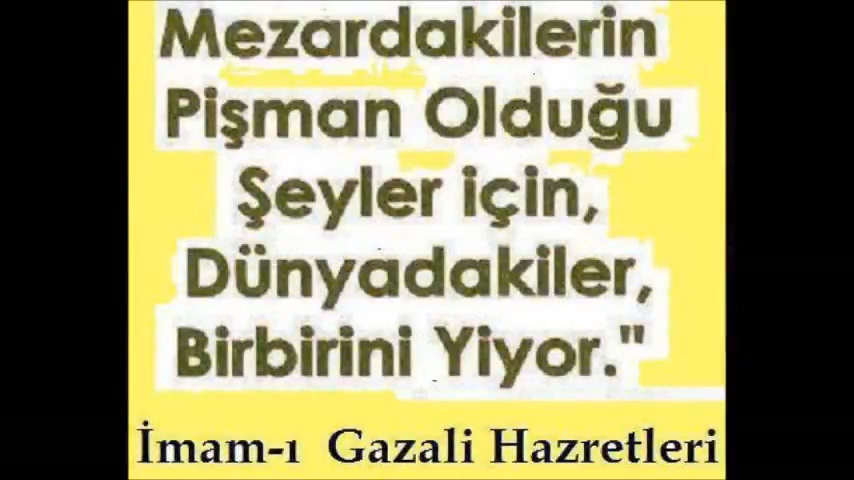 Mezardakilerin
Pişman Olduğu
Şeyler için,
Dünyadakiler,
Birbirini Yiyor."
İmam-ı Gazali Hazretleri